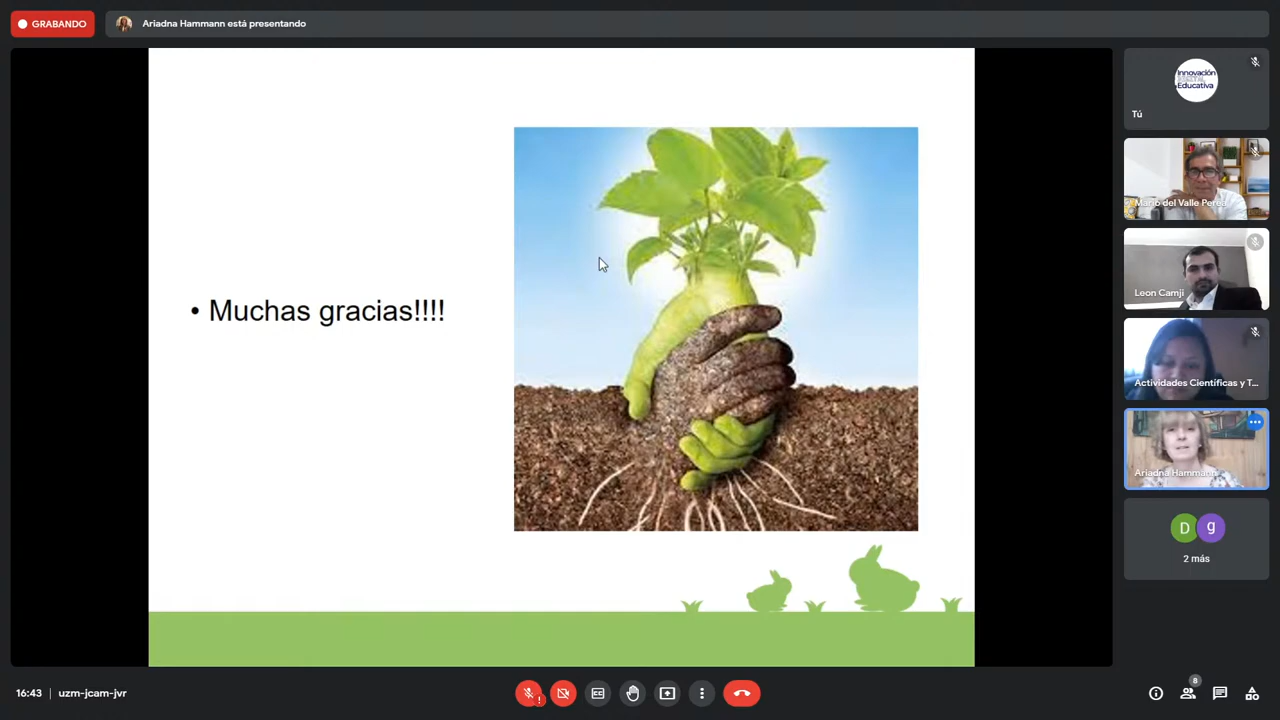 GRABANDO
Ariadna Hammann está presentando
Innovación
Educativa
Tú
Mario del Valle Perez
Leon Camji
• Muchas gracias!!!!
Actividades Científicas y T...
Ariadna Hammann
D
g
2 más
16:43 | uzm-jcam-jvr
8